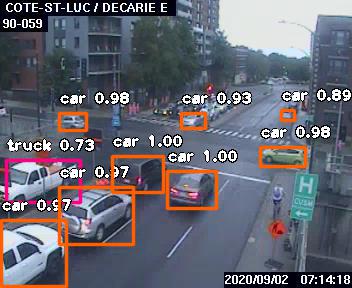 COTE-ST-LUC / DECARIE E
90-059
car 0.98
car 0.93
car 0.89
truck 0.73
car 1.00
car 0.98
car 1.00
car 0.97
car 0.97
H
CUSM
2020/09/02 07:14:18